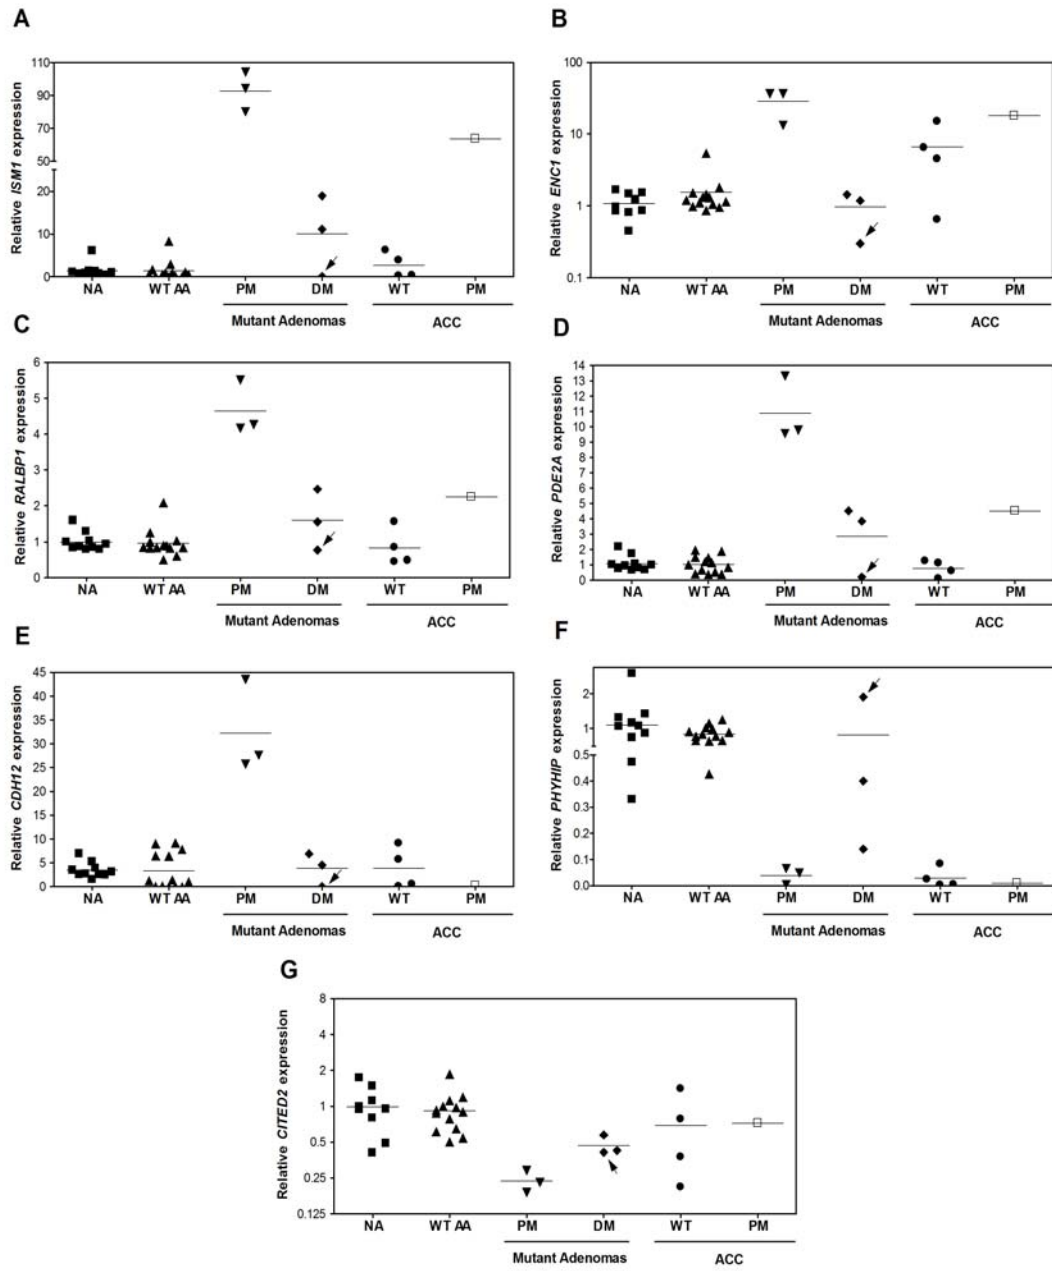 A
Relative ISM1 expression
110
90
70
50
20
10
0
NA WT AA PM DM WT PM
Mutant Adenomas ACC
B
Relative ENC1 expression
100
10
1
0.1
NA WT AA PM DM WT PM
Mutant Adenomas ACC
C
Relative RALBP1 expression
6
5
4
3
2
1
0
NA WT AA PM DM WT PM
Mutant Adenomas ACC
D
Relative PDE2A expression
14
13
12
11
10
9
8
7
6
5
4
3
2
1
0
NA WT AA PM DM WT PM
Mutant Adenomas ACC
E
Relative CDH12 expression
45
40
35
30
25
20
15
10
5
0
NA WT AA PM DM WT PM
Mutant Adenomas ACC
F
Relative PHYHIP expression
2
1
0.5
0.4
0.3
0.2
0.1
0.0
NA WT AA PM DM WT PM
Mutant Adenomas ACC
G
Relative CITED2 expression
8
4
2
1
0.5
0.25
0.125
NA WT AA PM DM WT PM
Mutant Adenomas ACC